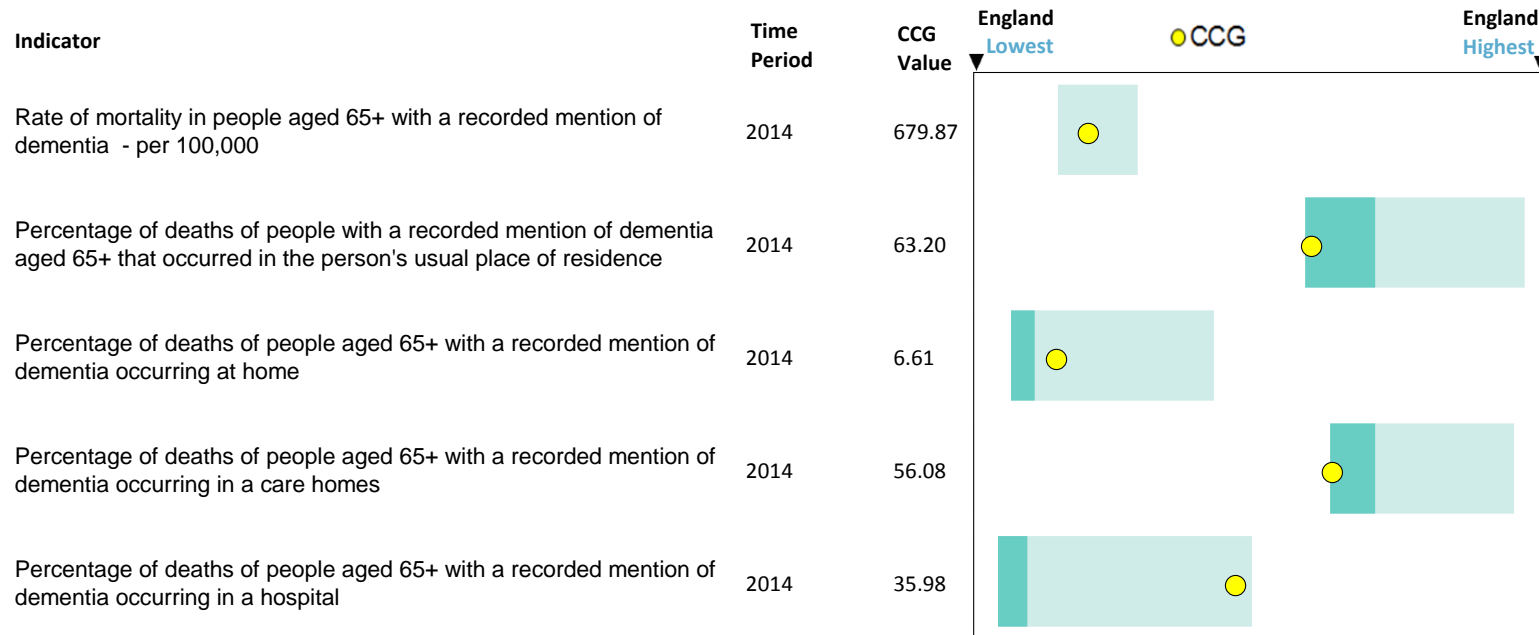 Indicator
Time
Period
CCG
Value
England
Lowest
CCG
England
Highest
Rate of mortality in people aged 65+ with a recorded mention of
dementia - per 100,000
2014
679.87
Percentage of deaths of people with a recorded mention of dementia
aged 65+ that occurred in the person's usual place of residence
2014
63.20
Percentage of deaths of people aged 65+ with a recorded mention of
dementia occurring at home
2014
6.61
Percentage of deaths of people aged 65+ with a recorded mention of
dementia occurring in a care homes
2014
56.08
Percentage of deaths of people aged 65+ with a recorded mention of
dementia occurring in a hospital
2014
35.98